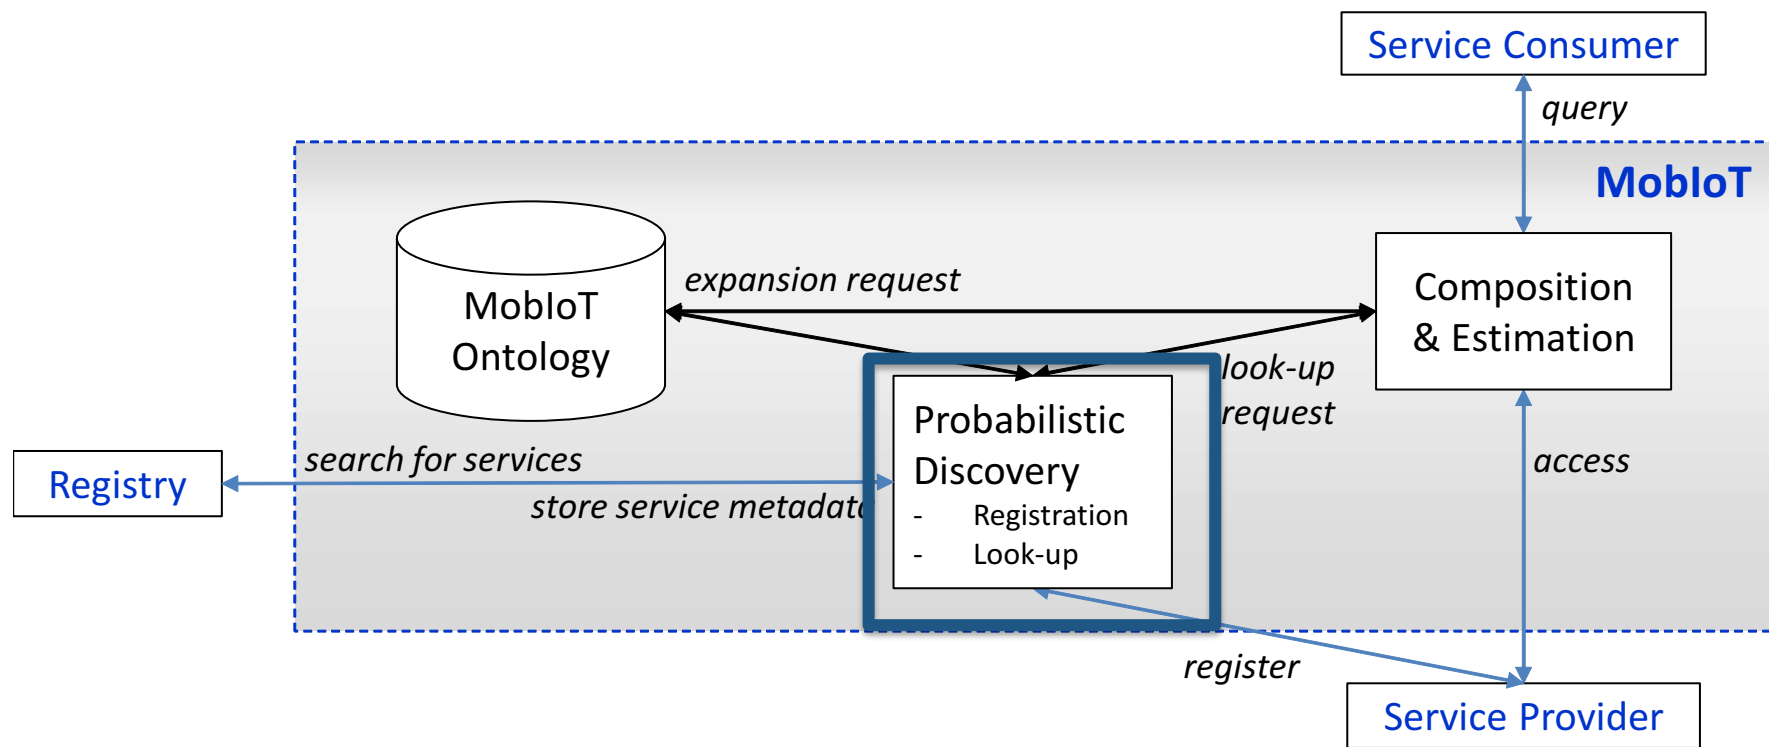 Service Consumer
query
MobIoT
MobIoT
Ontology
expansion request
Composition
& Estimation
look-up
request
Probabilistic
Discovery
- Registration
- Look-up
Registry
search for services
store service metadata
access
register
Service Provider